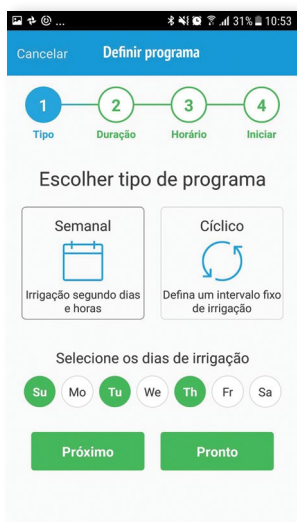 ... 31% 10:53
Cancelar Definir programa
1 2 3 4
Tipo Duração Horário Iniciar
Escolher tipo de programa
Semanal Cíclico
Irrigação segundo dias Defina um intervalo fixo
e horas de irrigação
Selecione os dias de irrigação
Su Mo Tu We Th Fr Sa
Próximo Pronto